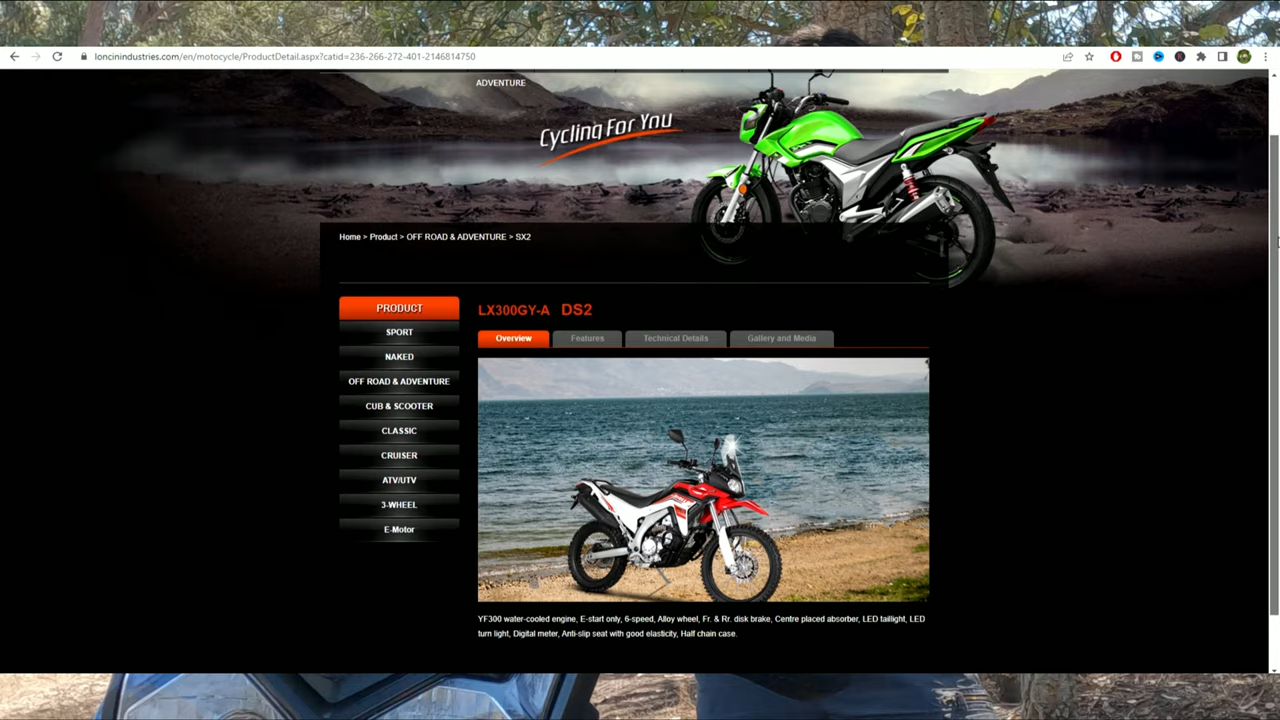 loncinindustries.com/en/motocycle/ProductDetail.aspx?catid=236-266-272-401-2146814750
ADVENTURE
Cycling For You
Home > Product > OFF ROAD & ADVENTURE > SX2
PRODUCT
SPORT
NAKED
OFF ROAD & ADVENTURE
CUB & SCOOTER
CLASSIC
CRUISER
ATV/UTV
3-WHEEL
E-Motor
LX300GY-A DS2
Overview Features Technical Details Gallery and Media
YF300 water-cooled engine, E-start only, 6-speed, Alloy wheel, Fr. & Rr. disk brake, Centre placed absorber, LED taillight, LED
turn light, Digital meter, Anti-slip seat with good elasticity, Half chain case.